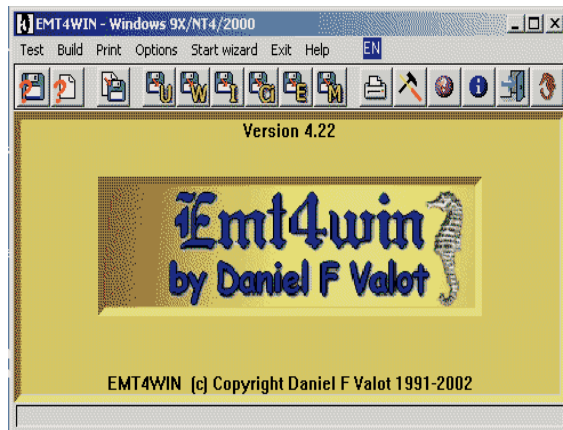 EMT4WIN - Windows 9X/NT4/2000
Test Build Print Options Start wizard Exit Help EN
? ? U W I CI E M i
Version 4.22
Emt4win
by Daniel F Valot
EMT4WIN (c) Copyright Daniel F Valot 1991-2002